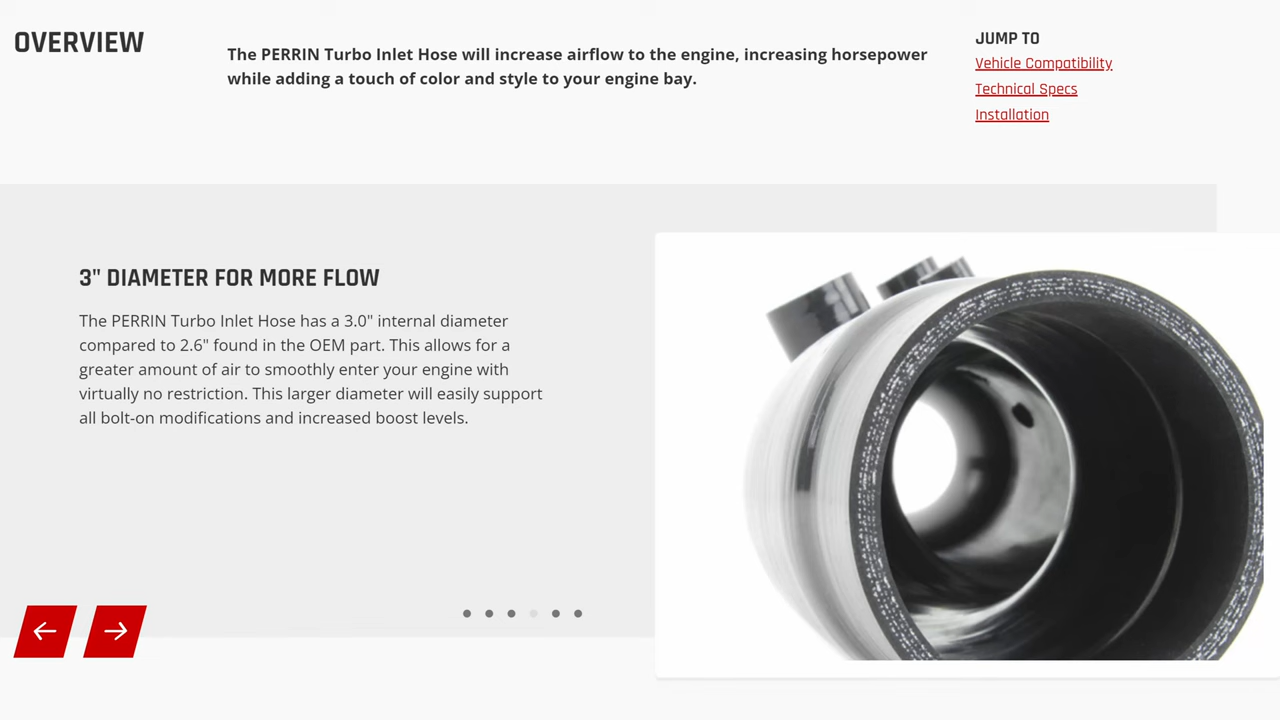 OVERVIEW
The PERRIN Turbo Inlet Hose will increase airflow to the engine, increasing horsepower
while adding a touch of color and style to your engine bay.
JUMP TO
Vehicle Compatibility
Technical Specs
Installation
3" DIAMETER FOR MORE FLOW
The PERRIN Turbo Inlet Hose has a 3.0" internal diameter
compared to 2.6" found in the OEM part. This allows for a
greater amount of air to smoothly enter your engine with
virtually no restriction. This larger diameter will easily support
all bolt-on modifications and increased boost levels.